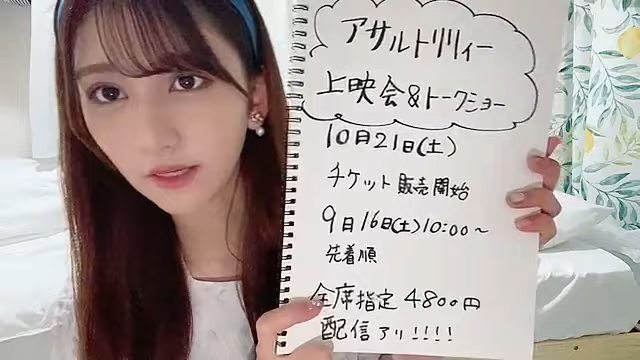 アサルトリリィー
上映会&トークショー
10月21日(土)
チケット販売開始
9月16日(土)10:00~
先着順
全席指定4800円
配信アリ!!!!